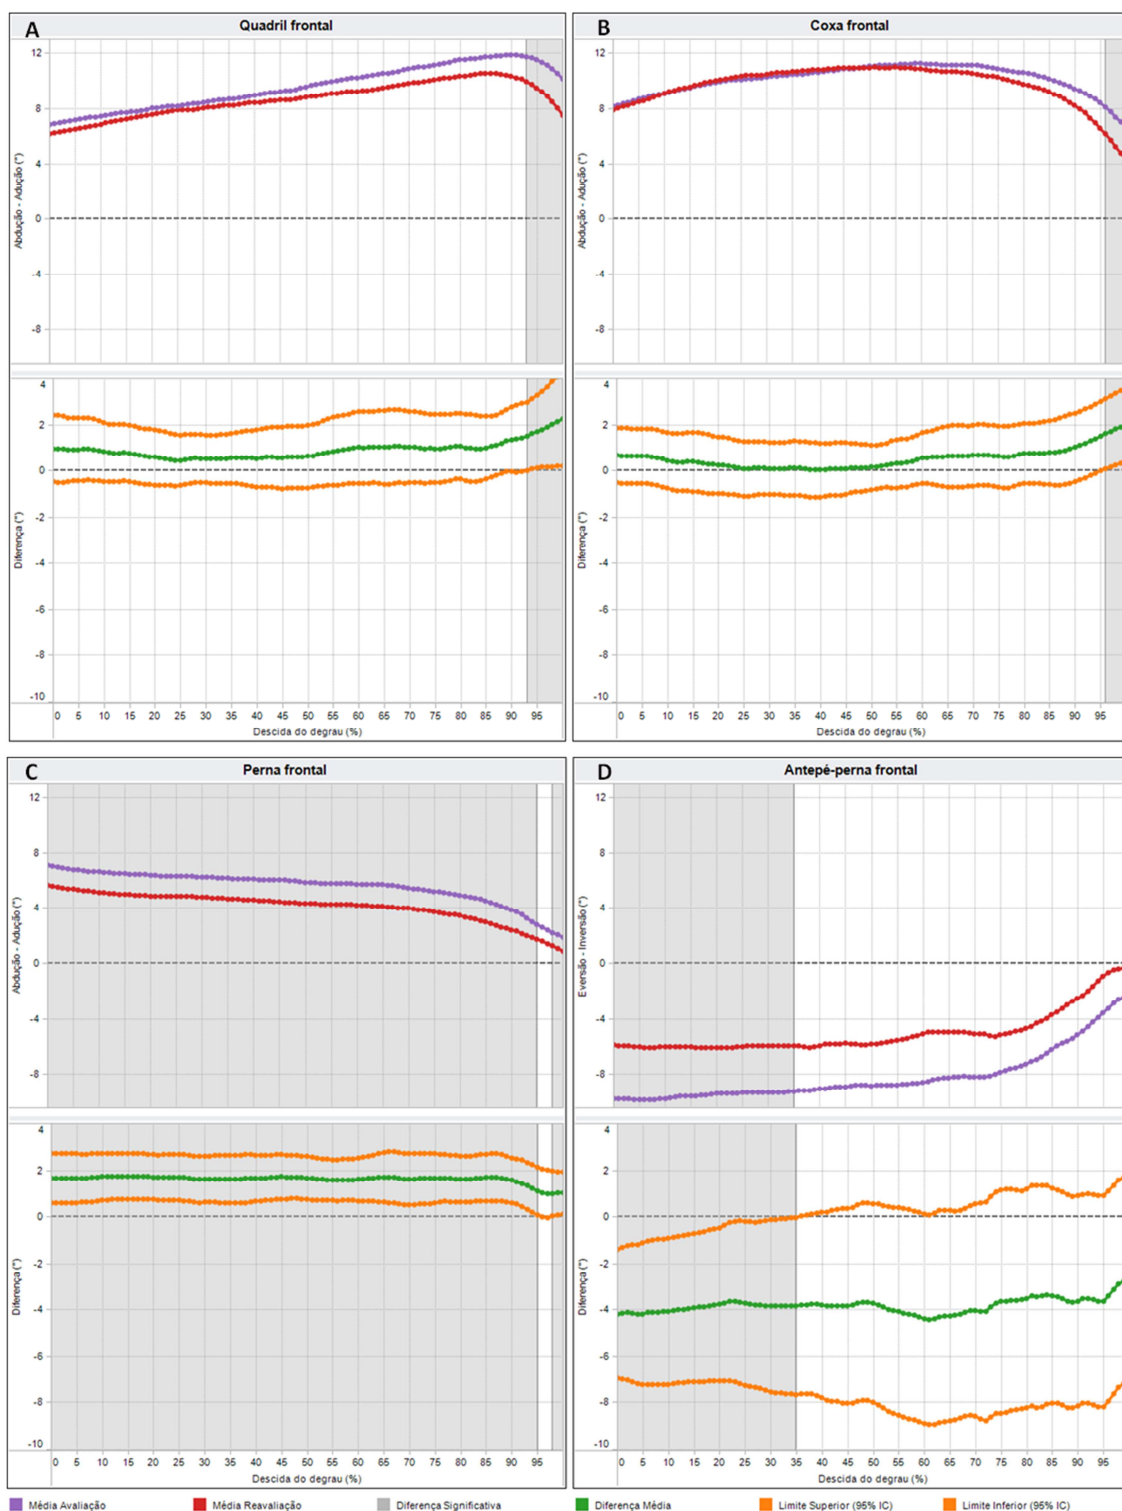 A Quadril frontal
12
8
4
0
-4
-8
Abdução - Adução (°)
4
2
0
-2
-4
-6
-8
-10
Diferença (°)
0 5 10 15 20 25 30 35 40 45 50 55 60 65 70 75 80 85 90 95
Descida do degrau (%)
B Coxa frontal
12
8
4
0
-4
-8
Abdução - Adução (°)
4
2
0
-2
-4
-6
-8
-10
Diferença (°)
0 5 10 15 20 25 30 35 40 45 50 55 60 65 70 75 80 85 90 95
Descida do degrau (%)
C Perna frontal
12
8
4
0
-4
-8
Abdução - Adução (°)
4
2
0
-2
-4
-6
-8
-10
Diferença (°)
0 5 10 15 20 25 30 35 40 45 50 55 60 65 70 75 80 85 90 95
Descida do degrau (%)
D Antepé-perna frontal
12
8
4
0
-4
-8
Eversão - Inversão (°)
4
2
0
-2
-4
-6
-8
-10
Diferença (°)
0 5 10 15 20 25 30 35 40 45 50 55 60 65 70 75 80 85 90 95
Descida do degrau (%)
Média Avaliação Média Reavaliação Diferença Significativa Diferença Média Limite Superior (95% IC) Limite Inferior (95% IC)